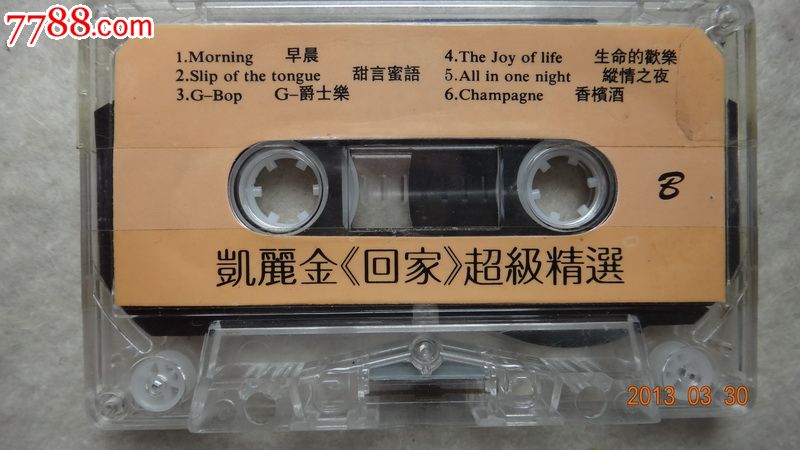 7788.com
1.Morning 早晨
2.Slip of the tongue 甜言蜜語
3.G-Bop G-爵士樂
4.The Joy of life 生命的歡樂
5.All in one night 縱情之夜
6.Champagne 香檳酒
B
凱麗金《回家》超級精選
2013 03 30